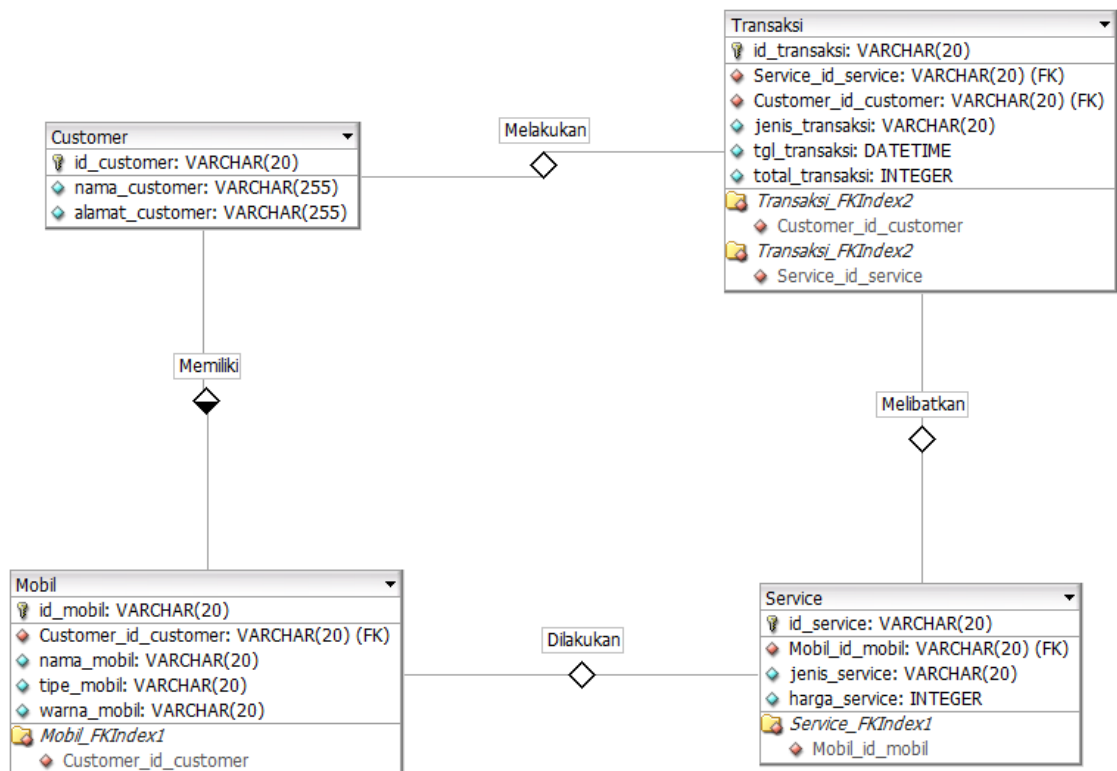 Transaksi
id_transaksi: VARCHAR(20)
Service_id_service: VARCHAR(20) (FK)
Customer_id_customer: VARCHAR(20) (FK)
jenis_transaksi: VARCHAR(20)
tgl_transaksi: DATETIME
total_transaksi: INTEGER
Transaksi_FKIndex2
Customer_id_customer
Transaksi_FKIndex2
Service_id_service
Melakukan
Customer
id_customer: VARCHAR(20)
nama_customer: VARCHAR(255)
alamat_customer: VARCHAR(255)
Memiliki
Melibatkan
Mobil
id_mobil: VARCHAR(20)
Customer_id_customer: VARCHAR(20) (FK)
nama_mobil: VARCHAR(20)
tipe_mobil: VARCHAR(20)
warna_mobil: VARCHAR(20)
Mobil_FKIndex1
Customer_id_customer
Dilakukan
Service
id_service: VARCHAR(20)
Mobil_id_mobil: VARCHAR(20) (FK)
jenis_service: VARCHAR(20)
harga_service: INTEGER
Service_FKIndex1
Mobil_id_mobil